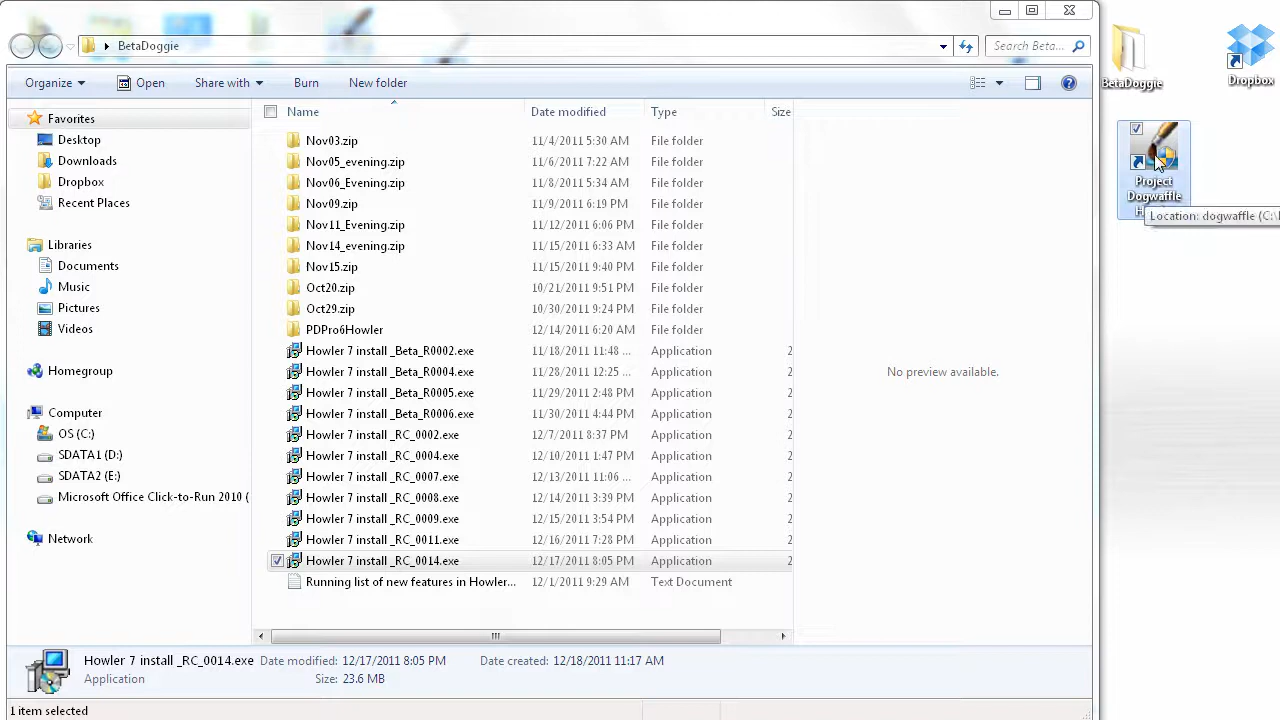 BetaDoggie
Search Beta...
Organize
Open
Share with
Burn
New folder
Name
Date modified
Type
Size
Favorites
Desktop
Downloads
Dropbox
Recent Places
Libraries
Documents
Music
Pictures
Videos
Homegroup
Computer
OS (C:)
SDATA1 (D:)
SDATA2 (E:)
Microsoft Office Click-to-Run 2010 (
Network
Nov03.zip 11/4/2011 5:30 AM File folder
Nov05_evening.zip 11/6/2011 7:22 AM File folder
Nov06_Evening.zip 11/8/2011 5:34 AM File folder
Nov09.zip 11/9/2011 6:19 PM File folder
Nov11_Evening.zip 11/12/2011 6:06 PM File folder
Nov14_evening.zip 11/15/2011 6:33 AM File folder
Nov15.zip 11/15/2011 9:40 PM File folder
Oct20.zip 10/21/2011 9:51 PM File folder
Oct29.zip 10/30/2011 9:24 PM File folder
PDPro6Howler 12/14/2011 6:20 AM File folder
Howler 7 install _Beta_R0002.exe 11/18/2011 11:48 ... Application 2
Howler 7 install _Beta_R0004.exe 11/28/2011 12:25 ... Application 2
Howler 7 install _Beta_R0005.exe 11/29/2011 2:48 PM Application 2
Howler 7 install _Beta_R0006.exe 11/30/2011 4:44 PM Application 2
Howler 7 install _RC_0002.exe 12/7/2011 8:37 PM Application 2
Howler 7 install _RC_0004.exe 12/10/2011 1:47 PM Application 2
Howler 7 install _RC_0007.exe 12/13/2011 11:06 ... Application 2
Howler 7 install _RC_0008.exe 12/14/2011 3:39 PM Application 2
Howler 7 install _RC_0009.exe 12/15/2011 3:54 PM Application 2
Howler 7 install _RC_0011.exe 12/16/2011 7:28 PM Application 2
Howler 7 install _RC_0014.exe 12/17/2011 8:05 PM Application 2
Running list of new features in Howler... 12/1/2011 9:29 AM Text Document
No preview available.
Howler 7 install _RC_0014.exe Date modified: 12/17/2011 8:05 PM Date created: 12/18/2011 11:17 AM
Application Size: 23.6 MB
1 item selected
BetaDoggie
Dropbox
Project
Dogwaffle
Location: dogwaffle (C:\